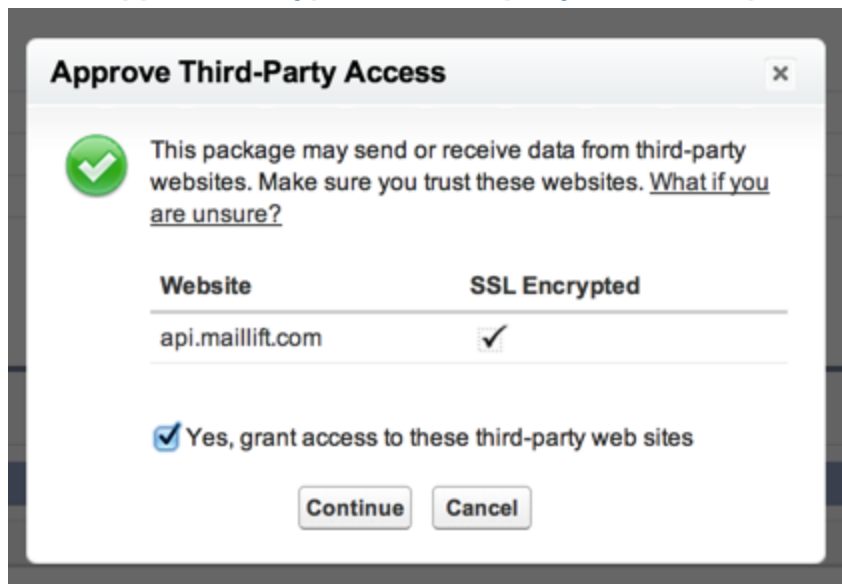 Approve Third-Party Access
This package may send or receive data from third-party
websites. Make sure you trust these websites. What if you
are unsure?
Website SSL Encrypted
api.maillift.com
Yes, grant access to these third-party web sites
Continue Cancel